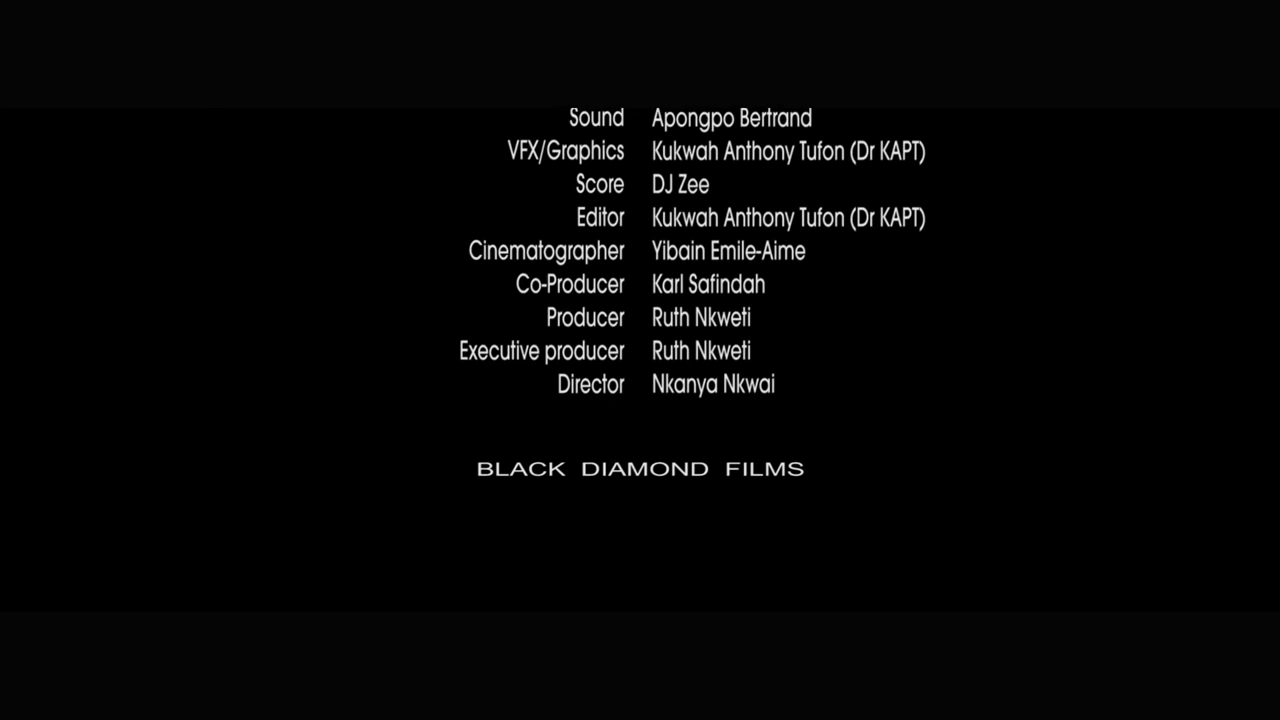 Sound Apongpo Bertrand
VFX/Graphics Kukwah Anthony Tufon (Dr KAPT)
Score DJ Zee
Editor Kukwah Anthony Tufon (Dr KAPT)
Cinematographer Yibain Emile-Aime
Co-Producer Karl Safindah
Producer Ruth Nkweti
Executive producer Ruth Nkweti
Director Nkanya Nkwai
BLACK DIAMOND FILMS